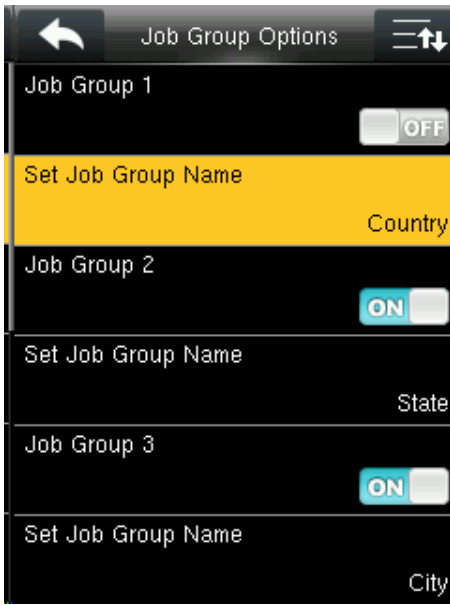 Job Group Options
Job Group 1
OFF
Set Job Group Name
Country
Job Group 2
ON
Set Job Group Name
State
Job Group 3
ON
Set Job Group Name
City